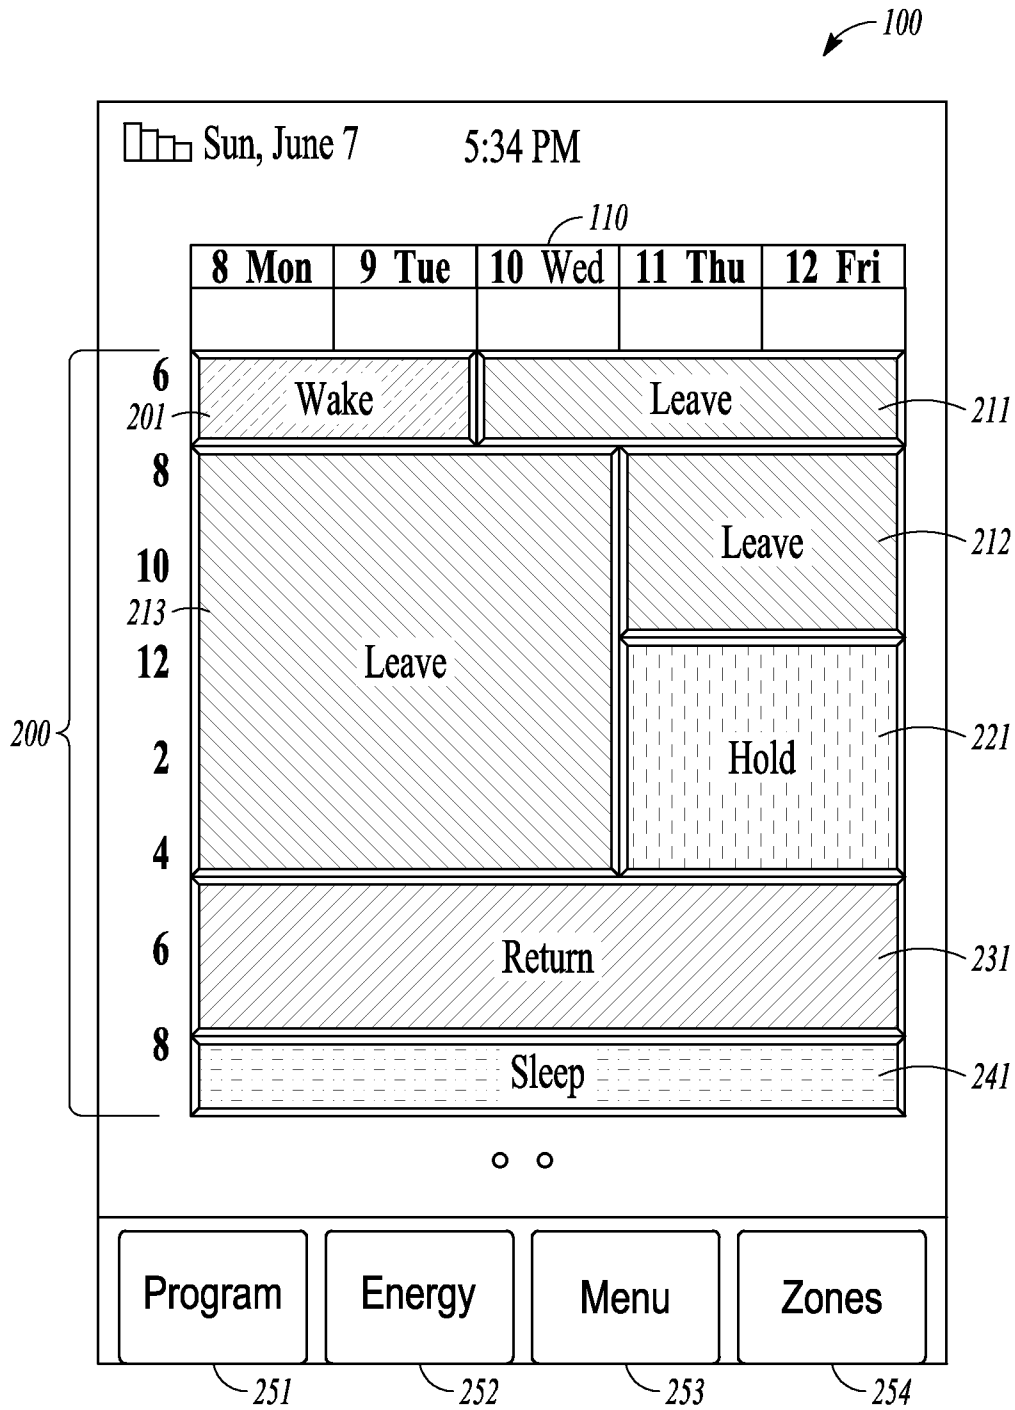 100
Sun, June 7 5:34 PM
110
8 Mon 9 Tue 10 Wed 11 Thu 12 Fri
6 Wake Leave
201 211
8
Leave 212
10
213
12 Leave
200 2 Hold 221
4
6 Return 231
8 Sleep 241
Program Energy Menu Zones
251 252 253 254